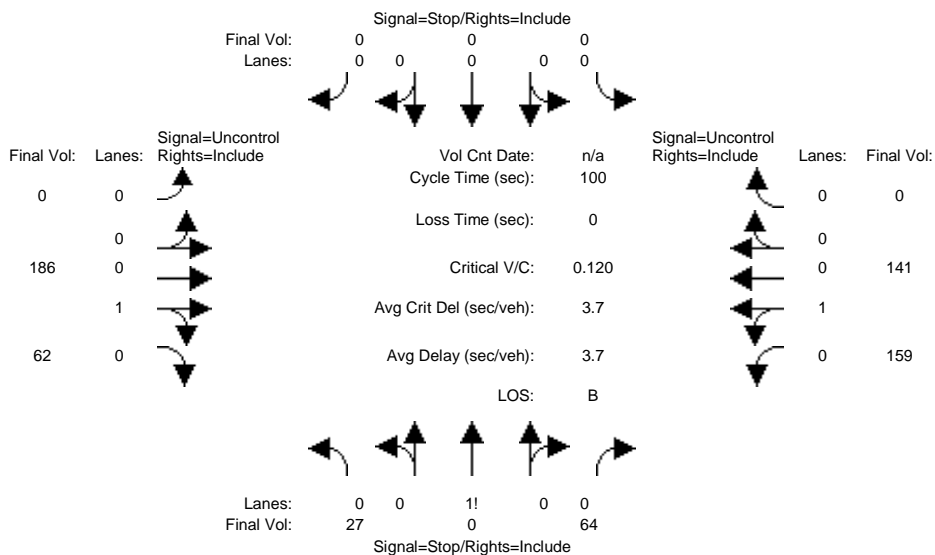 Signal=Stop/Rights=Include
Final Vol: 0 0 0
Lanes: 0 0 0 0 0
Signal=Uncontrol
Final Vol: Lanes: Rights=Include
Vol Cnt Date: n/a
Signal=Uncontrol
Rights=Include Lanes: Final Vol:
Cycle Time (sec): 100
0 0
0 0
Loss Time (sec): 0
0
0
186 0
Critical V/C: 0.120
0 141
1
Avg Crit Del (sec/veh): 3.7
1
62 0
Avg Delay (sec/veh): 3.7
0 159
LOS: B
Lanes: 0 0 1! 0 0
Final Vol: 27 0 64
Signal=Stop/Rights=Include